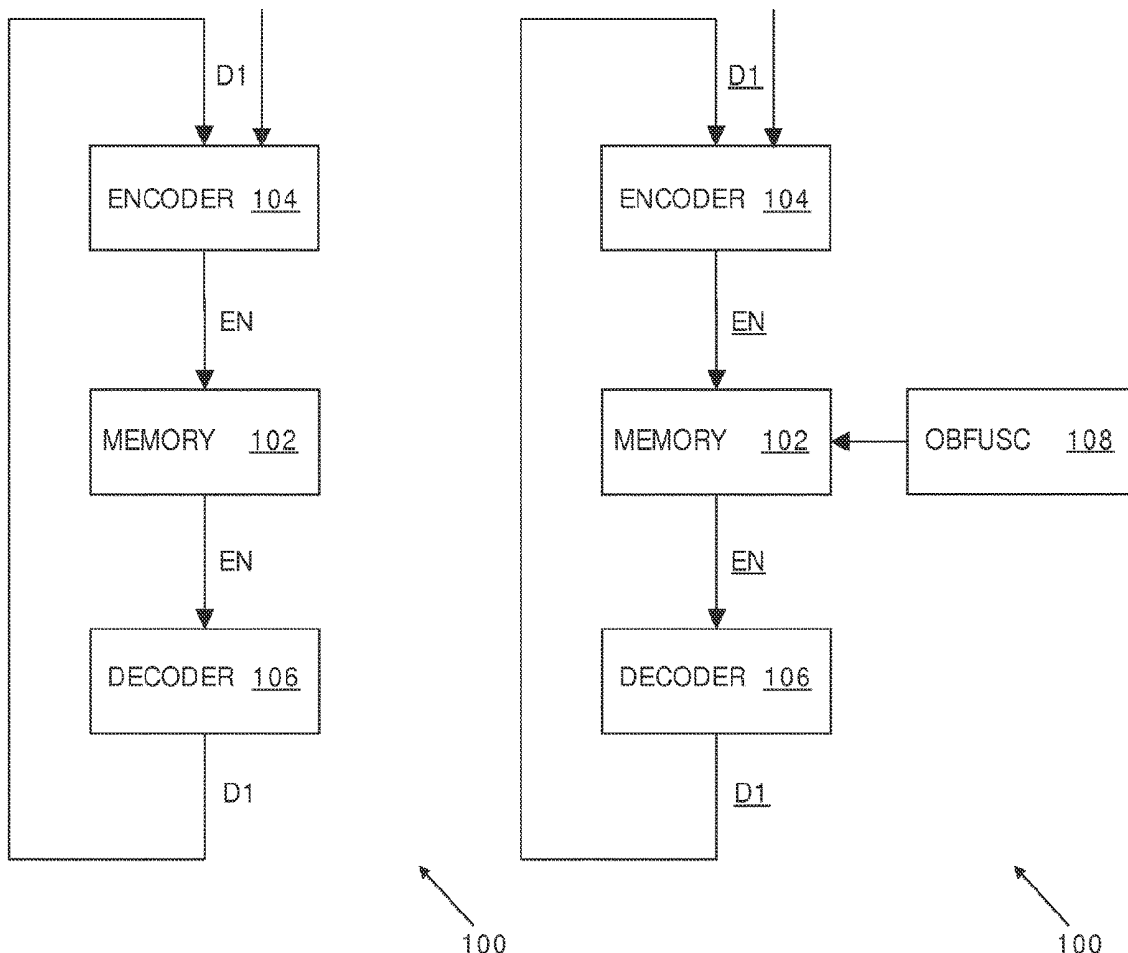 D1
ENCODER 104
EN
MEMORY 102
EN
DECODER 106
D1
100
D1
ENCODER 104
EN
MEMORY 102
OBFUSC 108
EN
DECODER 106
D1
100